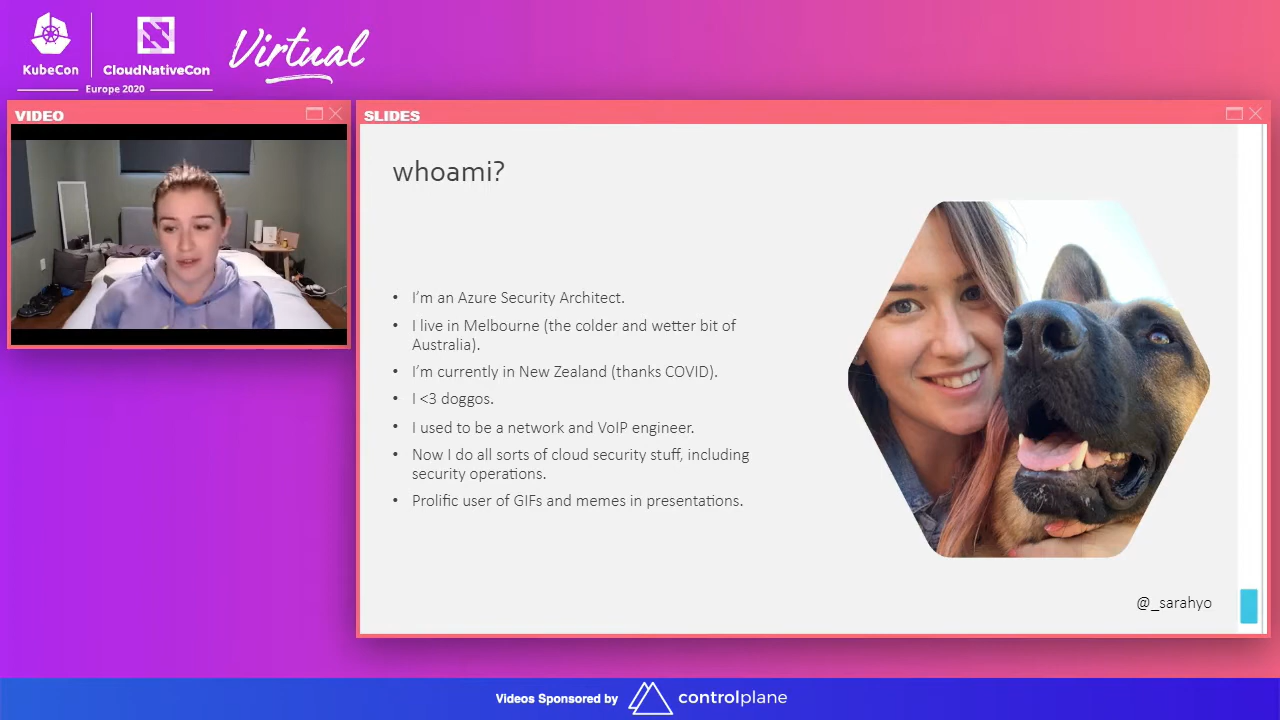 KubeCon
CloudNativeCon
Europe 2020
Virtual
VIDEO
SLIDES
whoami?
• I'm an Azure Security Architect.
• I live in Melbourne (the colder and wetter bit of
Australia).
• I'm currently in New Zealand (thanks COVID).
• I <3 doggos.
• I used to be a network and VoIP engineer.
• Now I do all sorts of cloud security stuff, including
security operations.
• Prolific user of GIFs and memes in presentations.
@_sarahyo
Videos Sponsored by controlplane